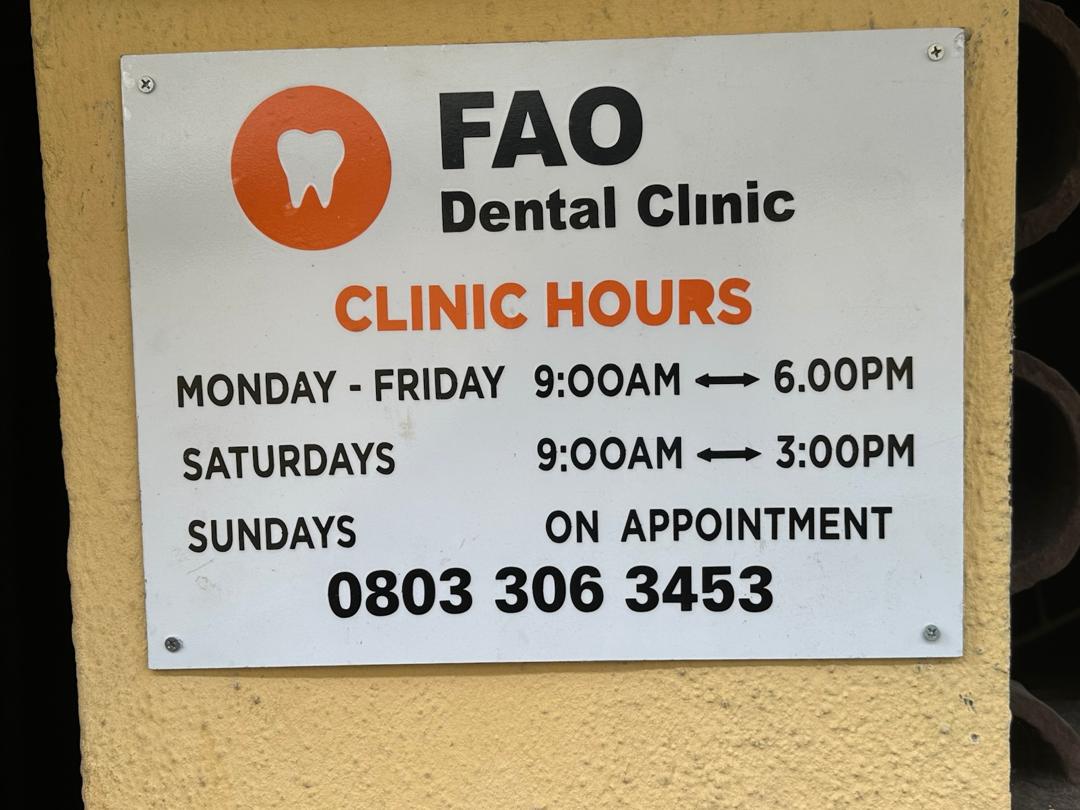 FAO
Dental Clinic
CLINIC HOURS
MONDAY - FRIDAY 9:00AM ↔ 6.00PM
SATURDAYS 9:00AM ↔ 3:00PM
SUNDAYS ON APPOINTMENT
0803 306 3453